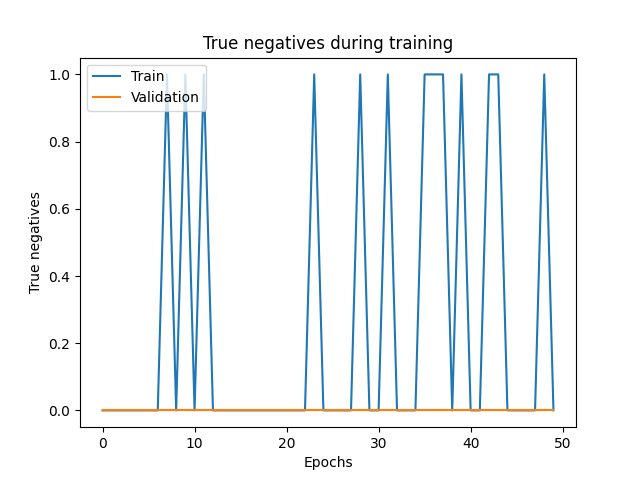 True negatives during training
Train
Validation
True negatives
1.0
0.8
0.6
0.4
0.2
0.0
0 10 20 30 40 50
Epochs